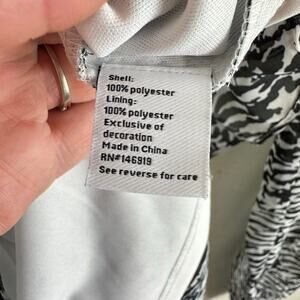 Shell:
100% polyester
Lining:
100% polyester
Exclusive of
decoration
Made in China
RN#146919
See reverse for care